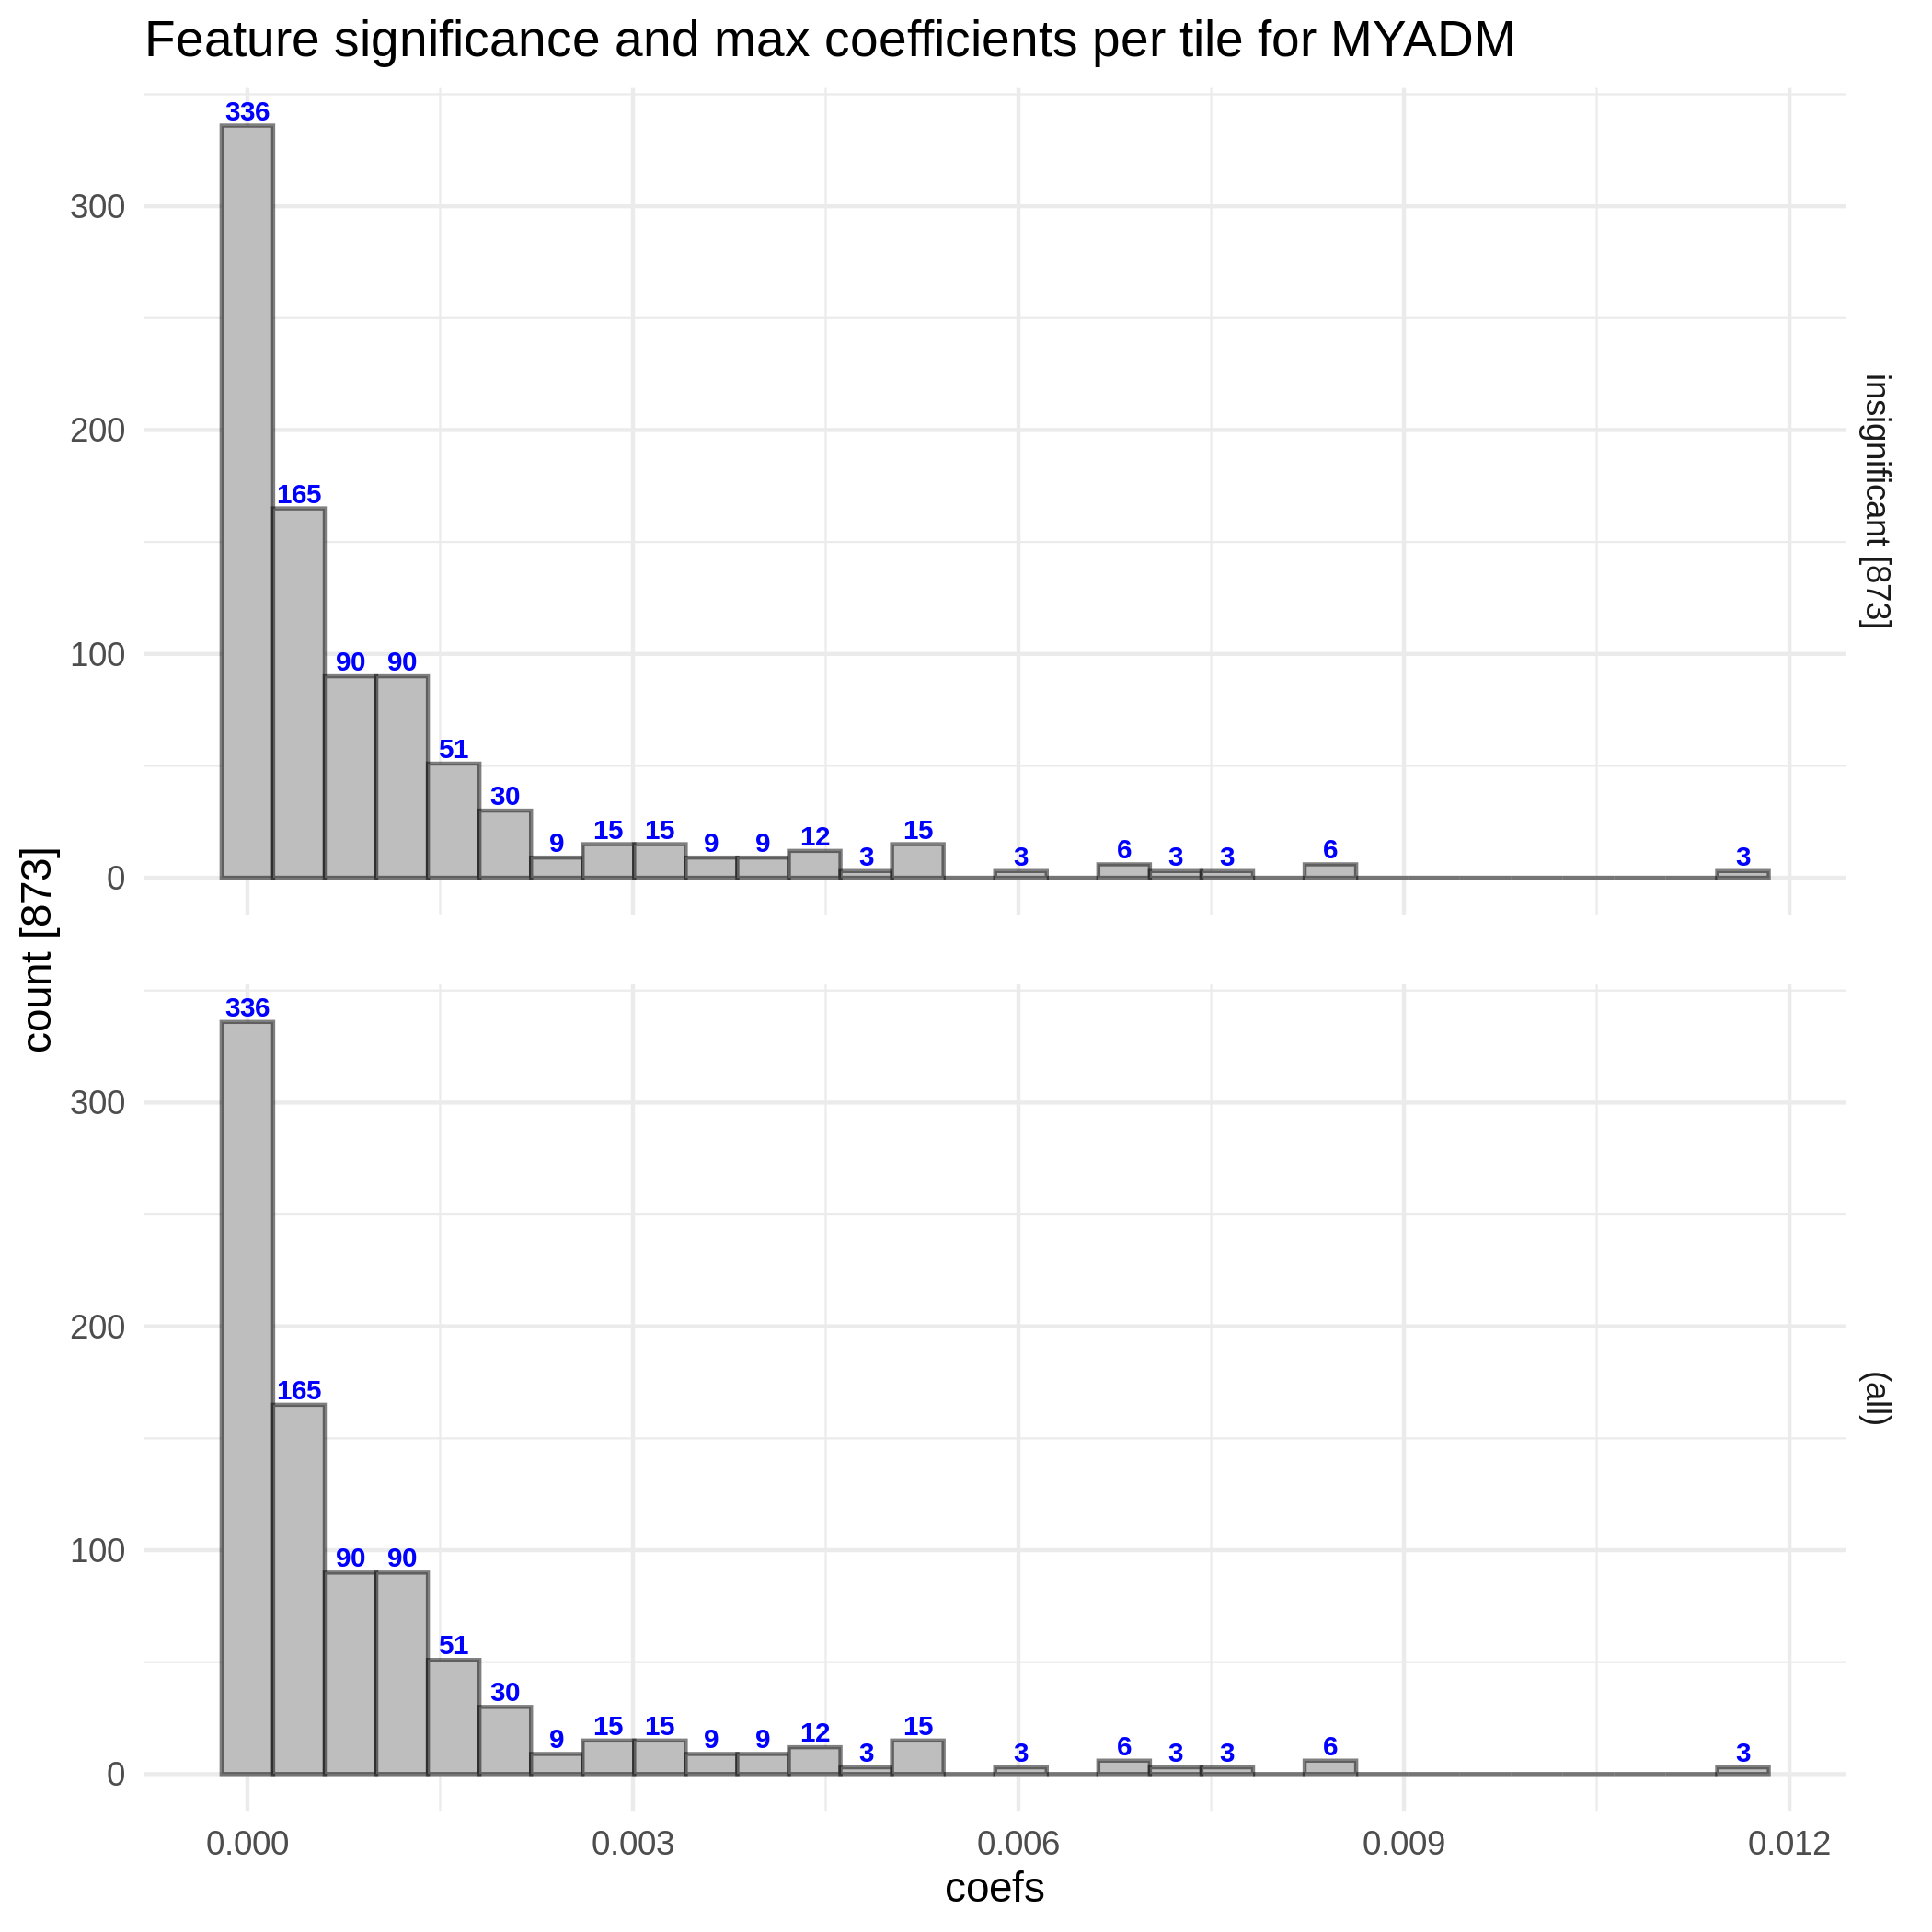 Feature significance and max coefficients per tile for MYADM
336
300
165
200
insignificant [873]
90 90
100
51
30
9 15 15 9 9 12 3 15 3 6 3 3 6 3
0
count [873]
336
300
165
200
(all)
90 90
100
51
30
9 15 15 9 9 12 3 15 3 6 3 3 6 3
0
0.000 0.003 0.006 0.009 0.012
coefs